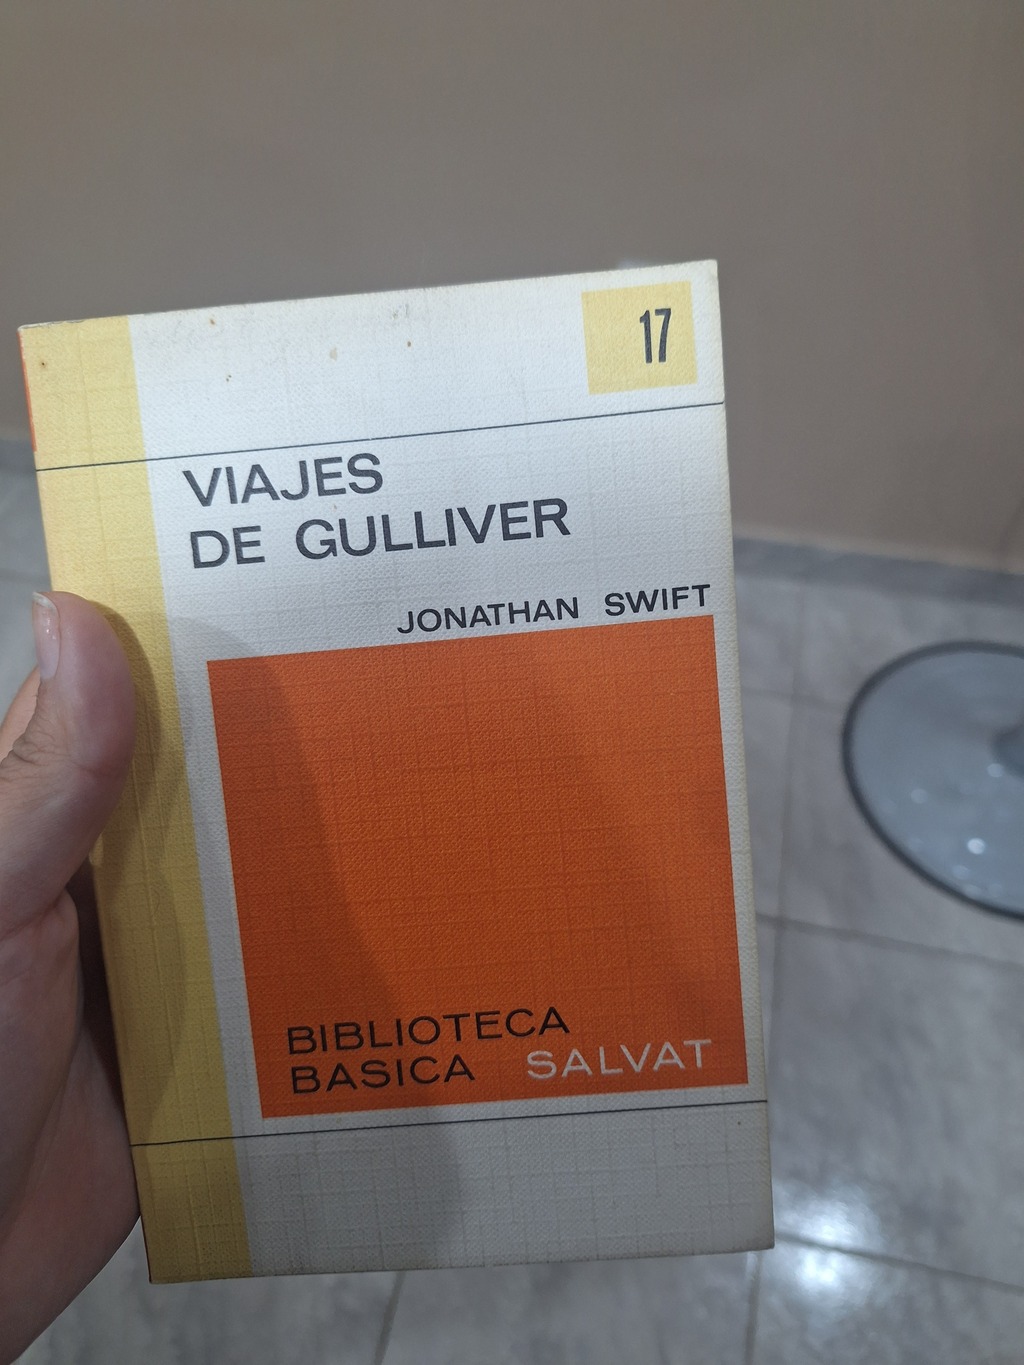 17
VIAJES
DE GULLIVER
JONATHAN SWIFT
BIBLIOTECA
BASICA SALVAT